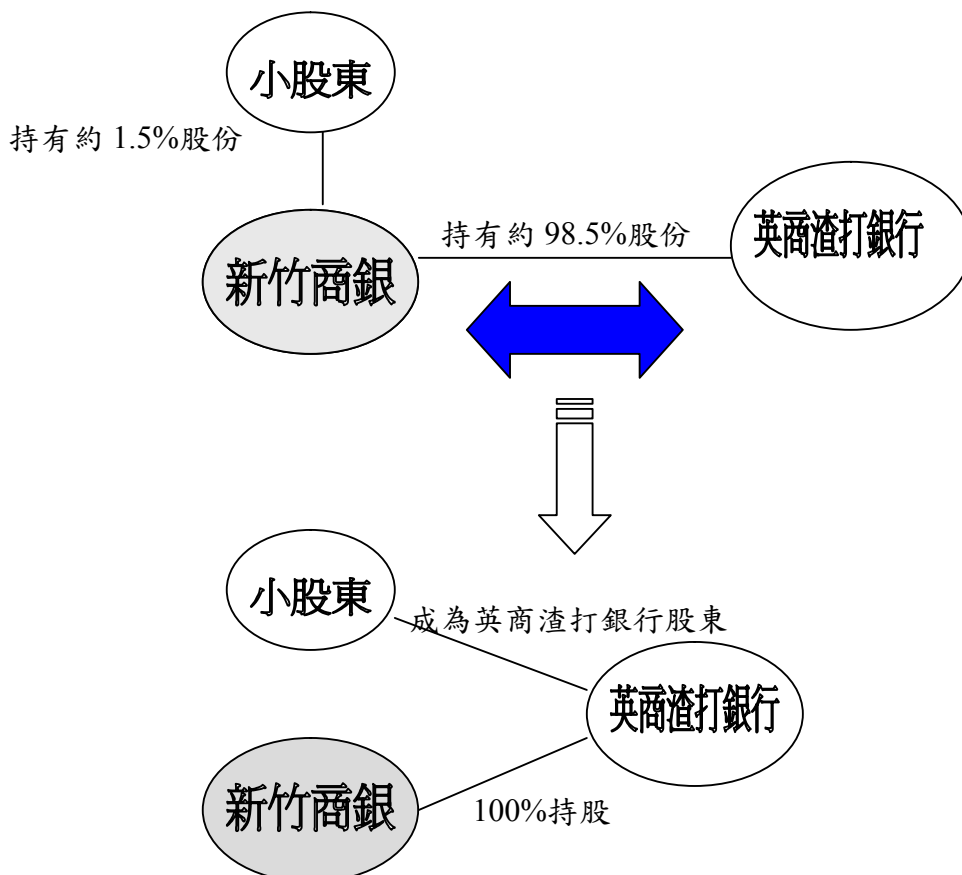 小股東
持有約 1.5%股份
持有約 98.5%股份
英商渣打銀行
新竹商銀
小股東
成為英商渣打銀行股東
英商渣打銀行
新竹商銀
100%持股